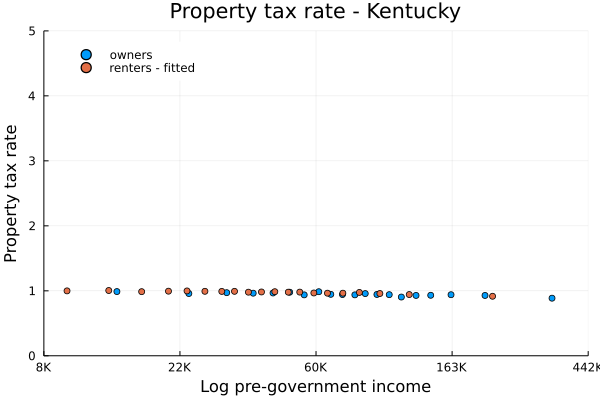 Property tax rate - Kentucky
5
owners
renters - fitted
4
3
2
1
0
Property tax rate
8K 22K 60K 163K 442K
Log pre-government income